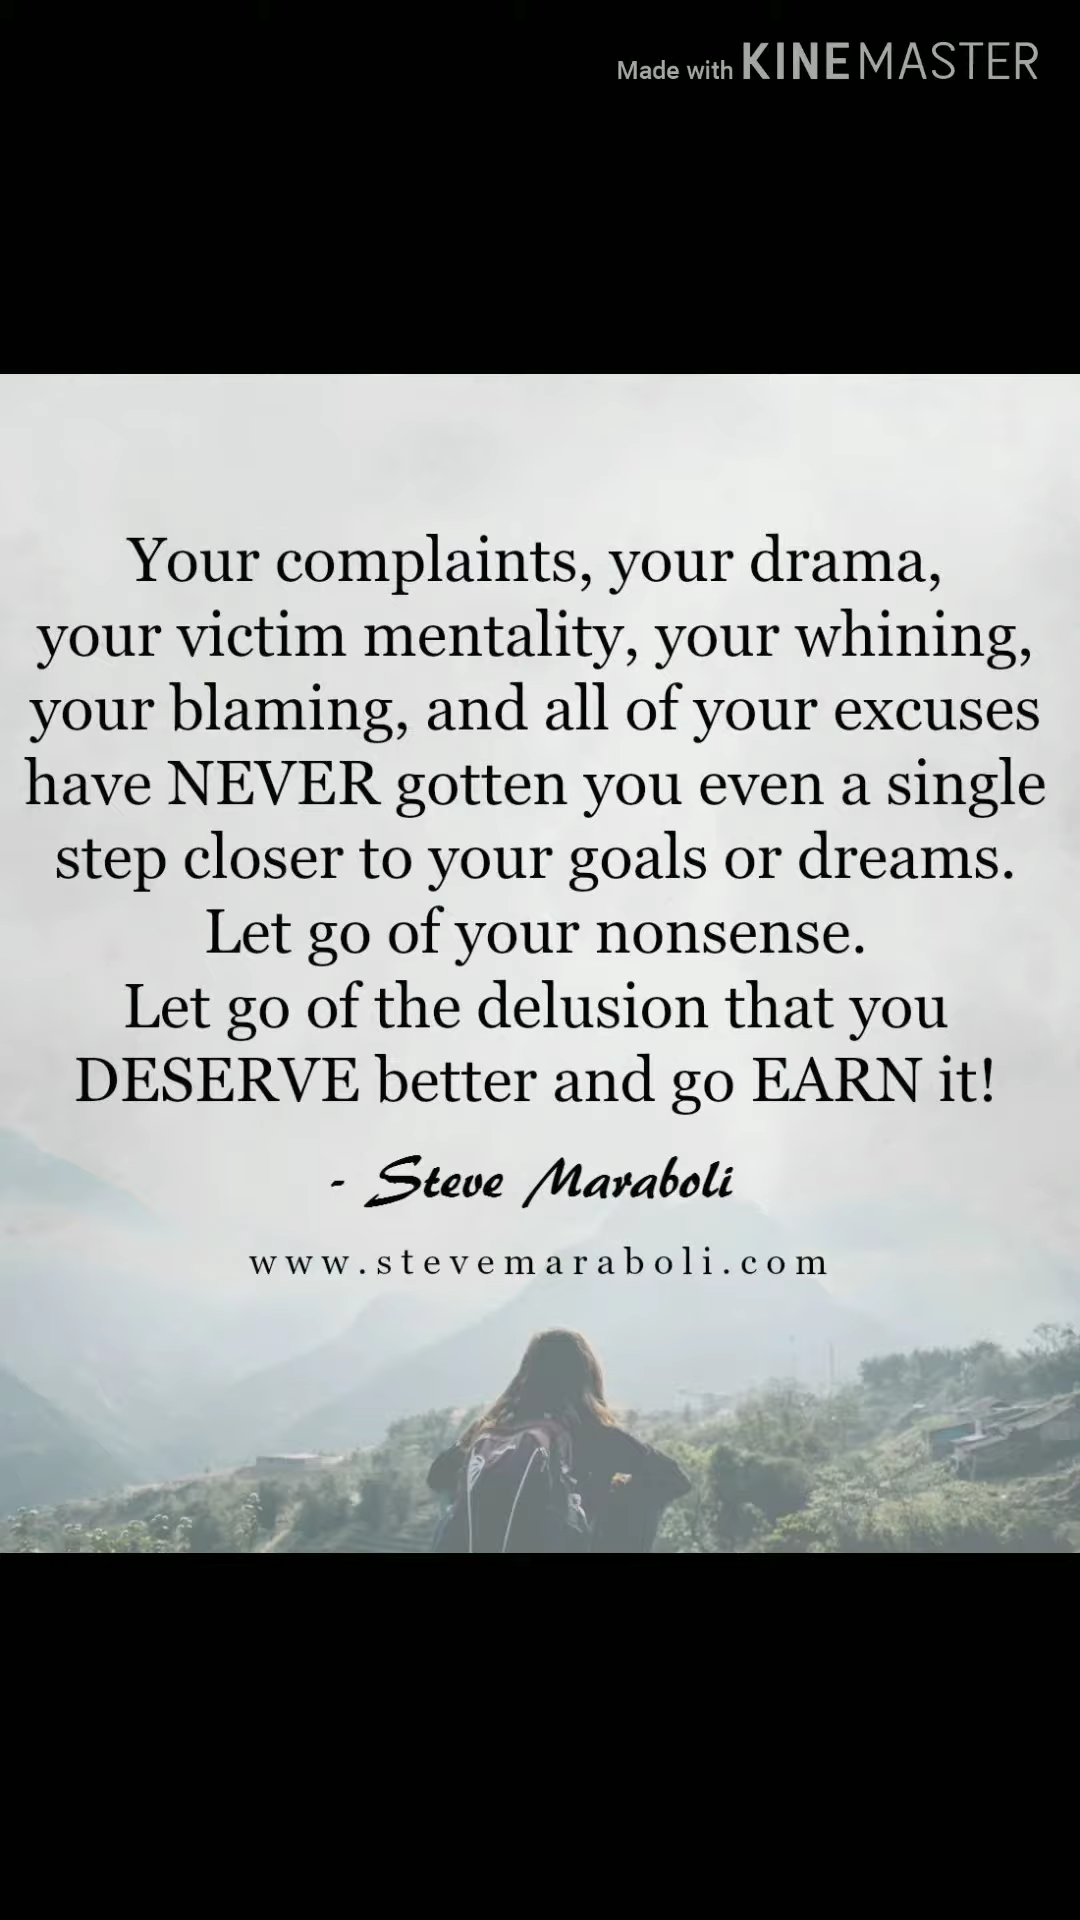 Made with KINEMASTER
Your complaints, your drama,
your victim mentality, your whining,
your blaming, and all of your excuses
have NEVER gotten you even a single
step closer to your goals or dreams.
Let go of your nonsense.
Let go of the delusion that you
DESERVE better and go EARN it!
- Steve Maraboli
www.stevemaraboli.com